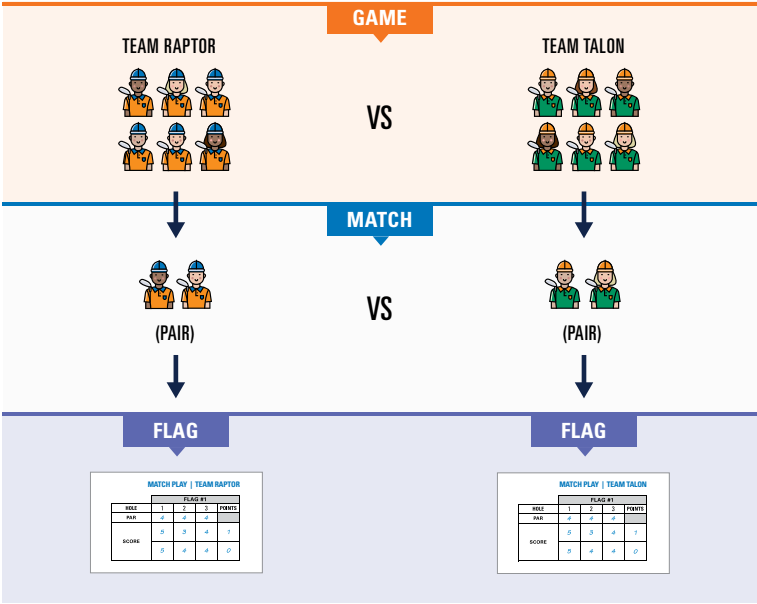 GAME
TEAM RAPTOR
TEAM TALON
VS
MATCH
VS
(PAIR)
(PAIR)
FLAG
FLAG
MATCH PLAY | TEAM RAPTOR
FLAG #1
HOLE 1 2 3 POINTS
PAR 4 4 4
SCORE
5 3 4 1
5 4 4 0
MATCH PLAY | TEAM TALON
FLAG #1
HOLE 1 2 3 POINTS
PAR 4 4 4
SCORE
5 3 4 1
5 4 4 0